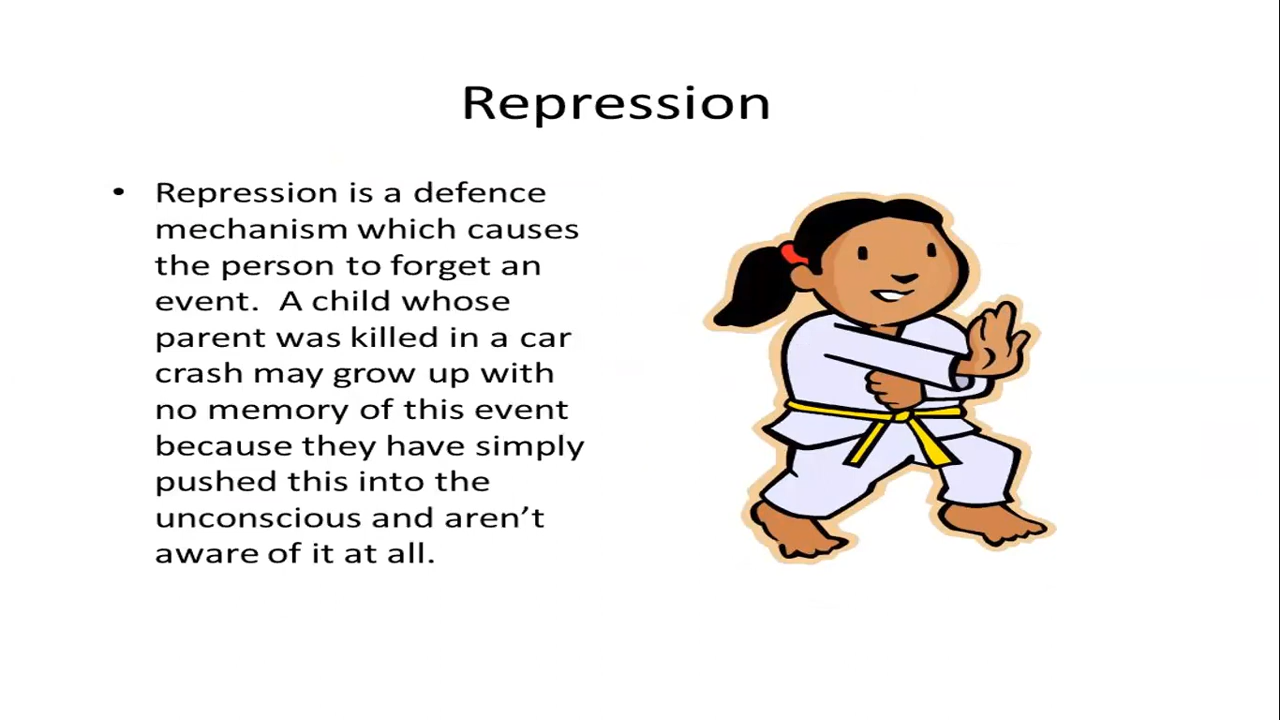 Repression
• Repression is a defence
mechanism which causes
the person to forget an
event.  A child whose
parent was killed in a car
crash may grow up with
no memory of this event
because they have simply
pushed this into the
unconscious and aren’t
aware of it at all.